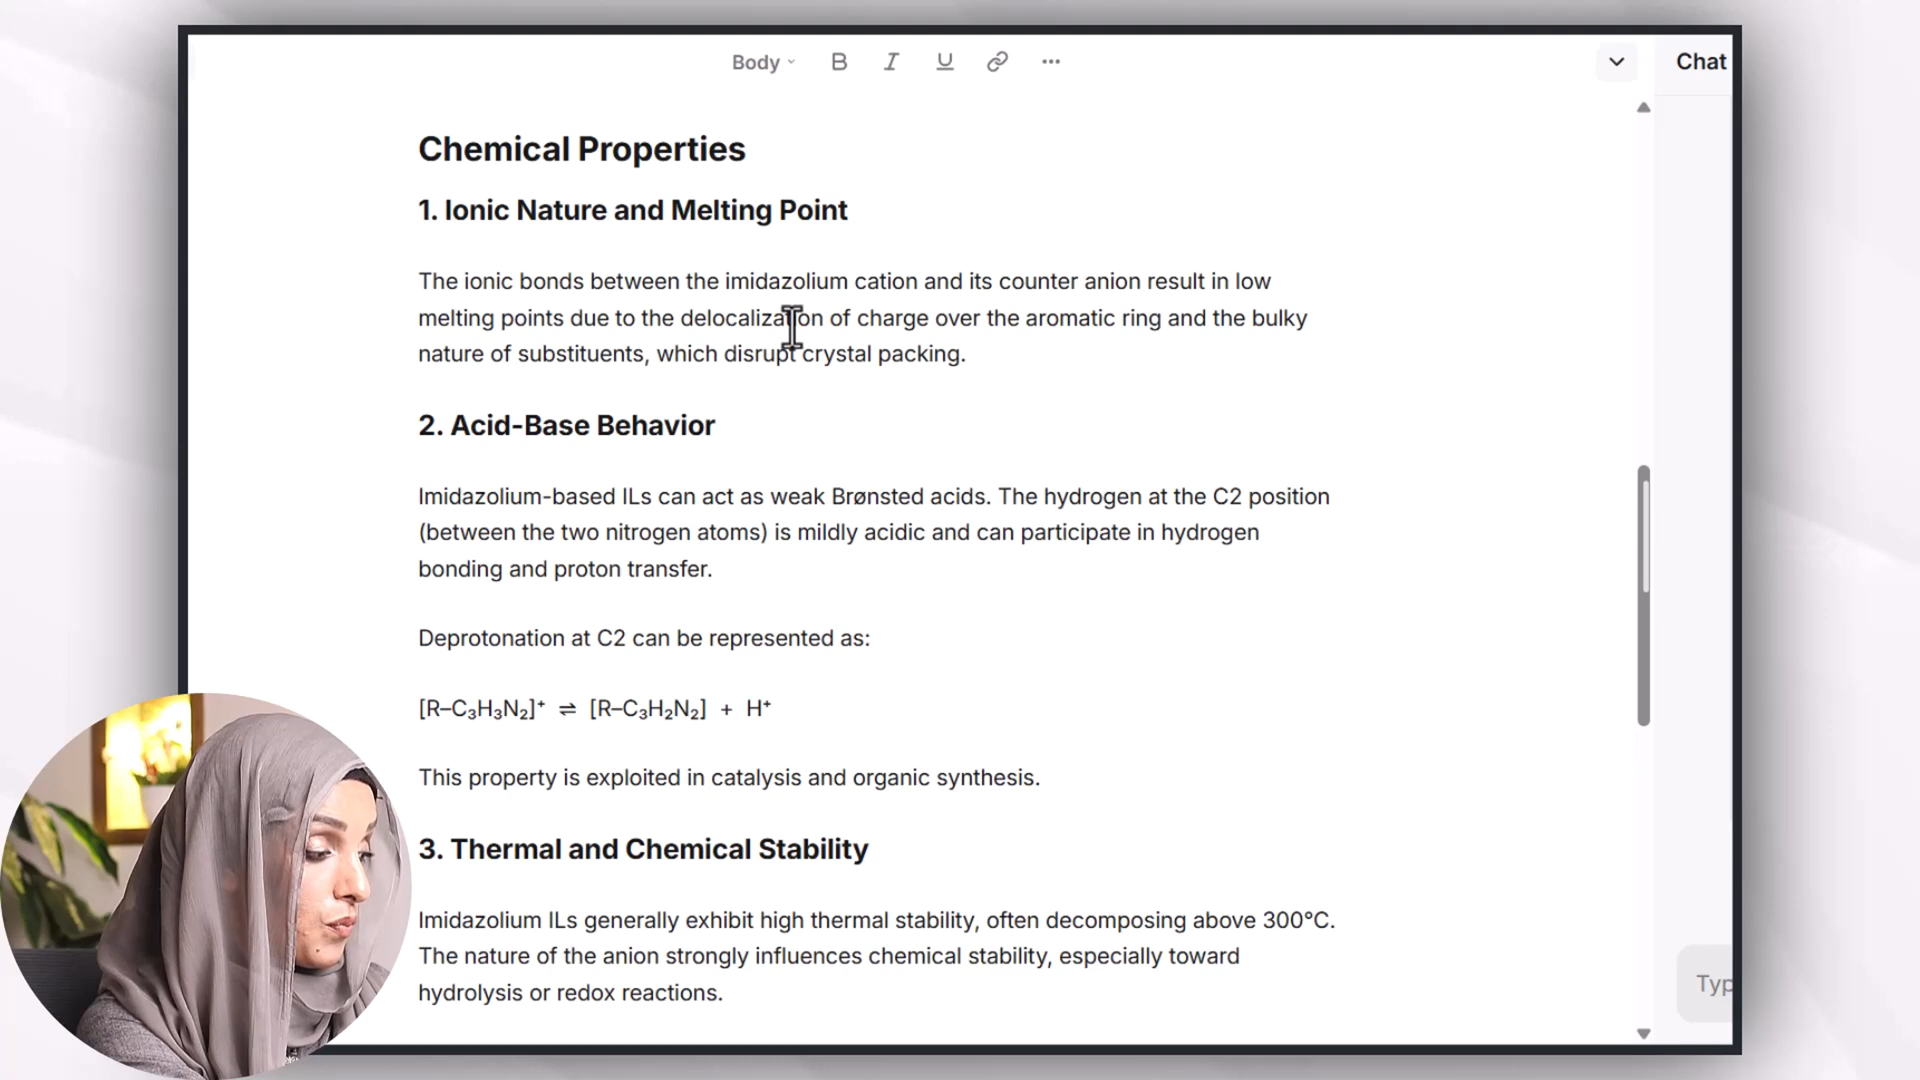 Body
B I U
Chat
Chemical Properties
1. Ionic Nature and Melting Point
The ionic bonds between the imidazolium cation and its counter anion result in low
melting points due to the delocalization of charge over the aromatic ring and the bulky
nature of substituents, which disrupt crystal packing.
2. Acid-Base Behavior
Imidazolium-based ILs can act as weak Brønsted acids. The hydrogen at the C2 position
(between the two nitrogen atoms) is mildly acidic and can participate in hydrogen
bonding and proton transfer.
Deprotonation at C2 can be represented as:
[R–C₃H₃N₂]⁺ ⇌ [R–C₃H₂N₂] + H⁺
This property is exploited in catalysis and organic synthesis.
3. Thermal and Chemical Stability
Imidazolium ILs generally exhibit high thermal stability, often decomposing above 300°C.
The nature of the anion strongly influences chemical stability, especially toward
hydrolysis or redox reactions.
Typ